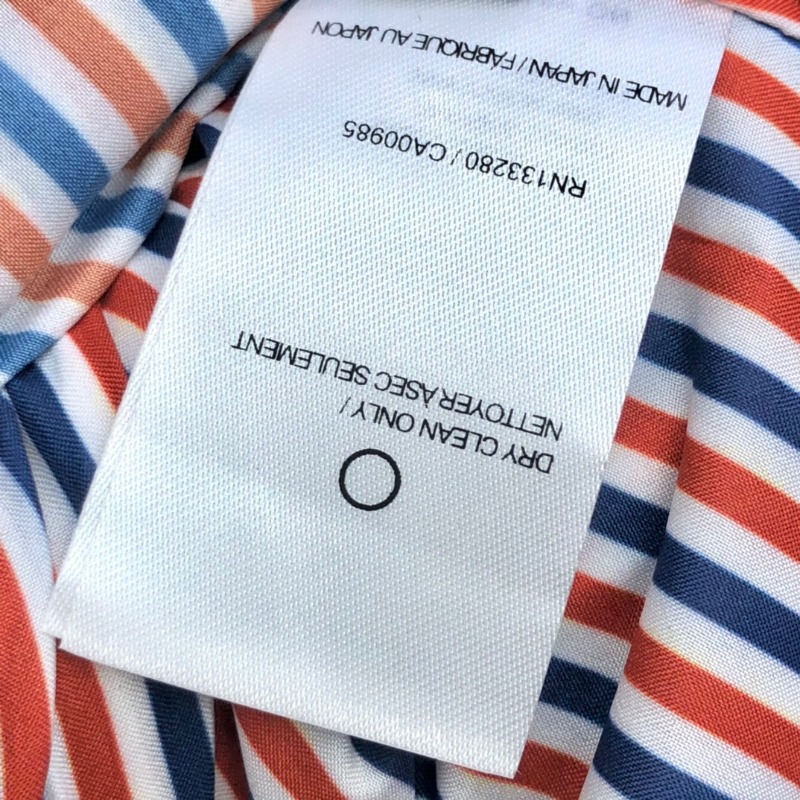 DRY CLEAN ONLY /
NETTOYER ASEC SEULEMENT
RN133280 / CA00985
MADE IN JAPAN / FABRIQUE AU JAPON